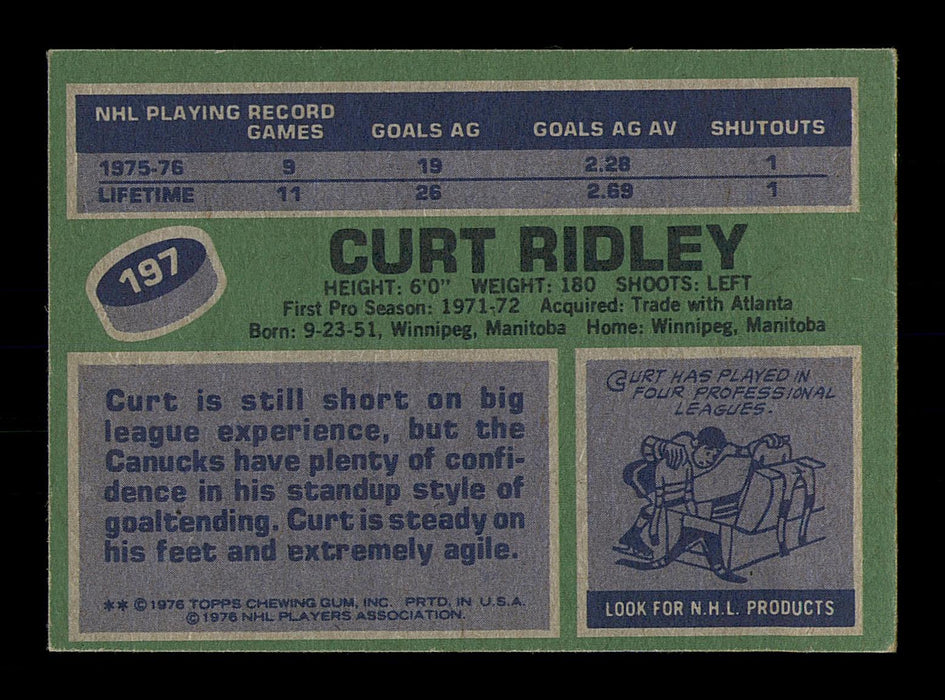 NHL PLAYING RECORD
GAMES GOALS AG GOALS AG AV SHUTOUTS
1975-76 9 19 2.28 1
LIFETIME 11 26 2.69 1
197
CURT RIDLEY
HEIGHT: 6'0" WEIGHT: 180 SHOOTS: LEFT
First Pro Season: 1971-72 Acquired: Trade with Atlanta
Born: 9-23-51, Winnipeg, Manitoba Home: Winnipeg, Manitoba
Curt is still short on big
league experience, but the
Canucks have plenty of confi-
dence in his standup style of
goaltending. Curt is steady on
his feet and extremely agile.
** © 1976 TOPPS CHEWING GUM, INC. PRTD. IN U.S.A.
© 1976 NHL PLAYERS ASSOCIATION.
CURT HAS PLAYED IN
FOUR PROFESSIONAL
LEAGUES.
LOOK FOR N.H.L. PRODUCTS